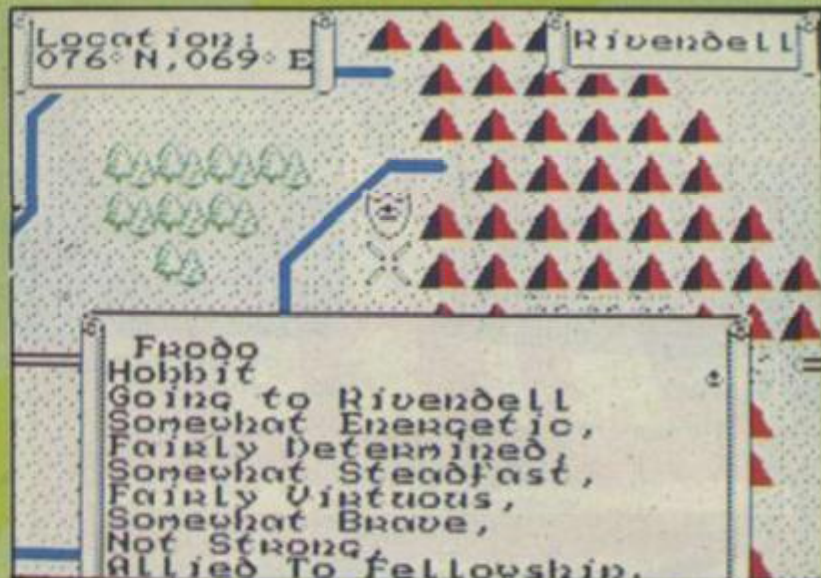 Location:
076° N, 069° E
Rivendell
Frodo
Hobbit
Going to Rivendell
Somewhat Energetic,
Fairly Determined,
Somewhat Steadfast,
Fairly Virtuous,
Somewhat Brave,
Not Strong,
Allied To Fellowship,